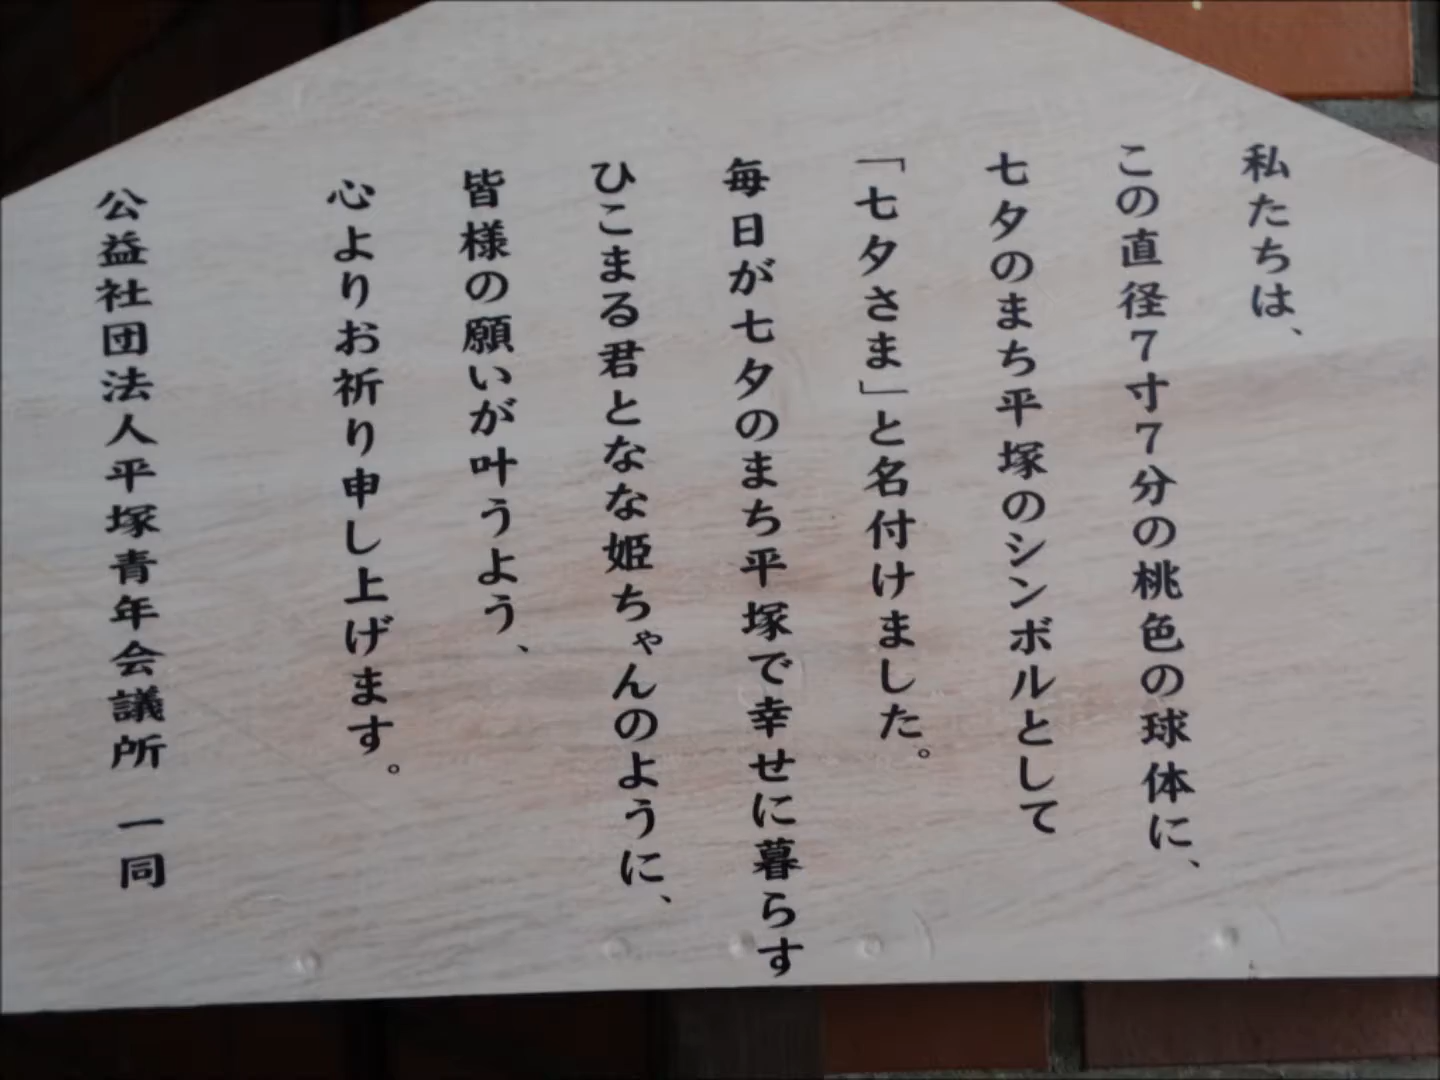 私たちは、
この直径7寸7分の桃色の球体に、
七夕のまち平塚のシンボルとして
「七夕さま」と名付けました。
毎日が七夕のまち平塚で幸せに暮らす
ひこまる君となな姫ちゃんのように、
皆様の願いが叶うよう、
心よりお祈り申し上げます。
公益社団法人平塚青年会議所 一同